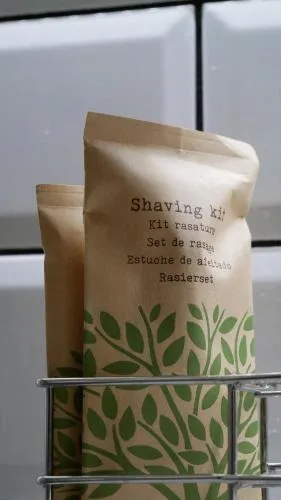 Shaving kit
Kit rasatura
Set de rasage
Estuche de afeitado
Rasierset